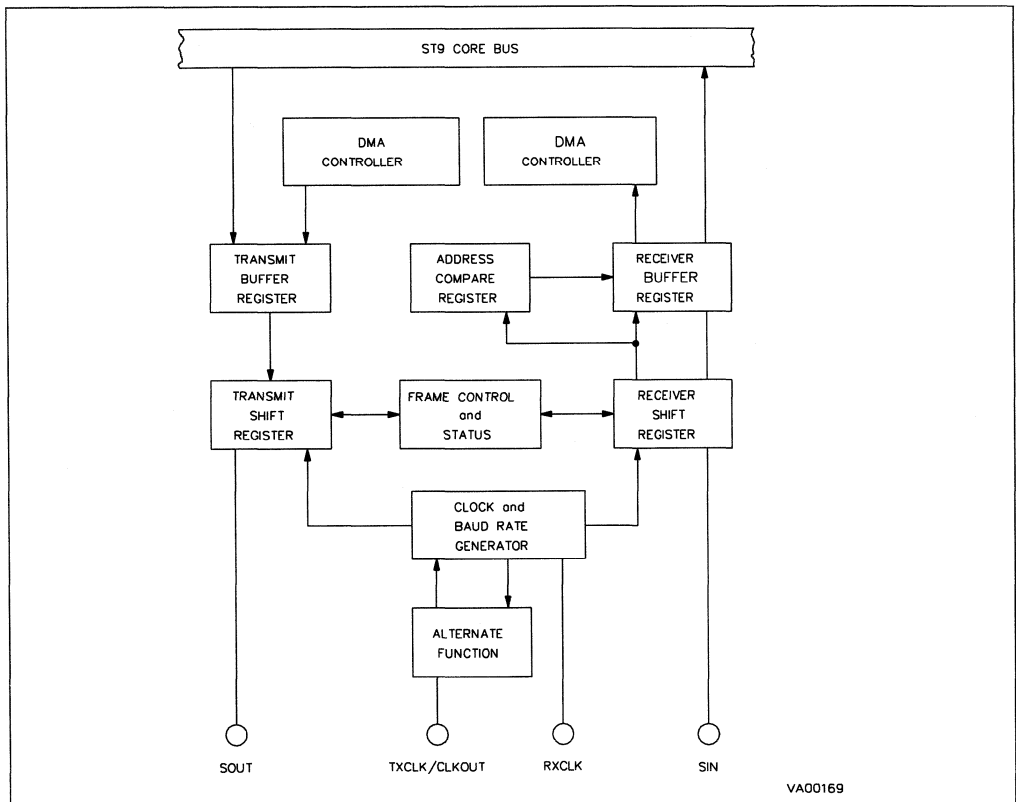 ST9 CORE BUS
DMA
CONTROLLER
DMA
CONTROLLER
TRANSMIT
BUFFER
REGISTER
ADDRESS
COMPARE
REGISTER
RECEIVER
BUFFER
REGISTER
TRANSMIT
SHIFT
REGISTER
FRAME CONTROL
and
STATUS
RECEIVER
SHIFT
REGISTER
CLOCK and
BAUD RATE
GENERATOR
ALTERNATE
FUNCTION
SOUT
TXCLK/CLKOUT
RXCLK
SIN
VA00169